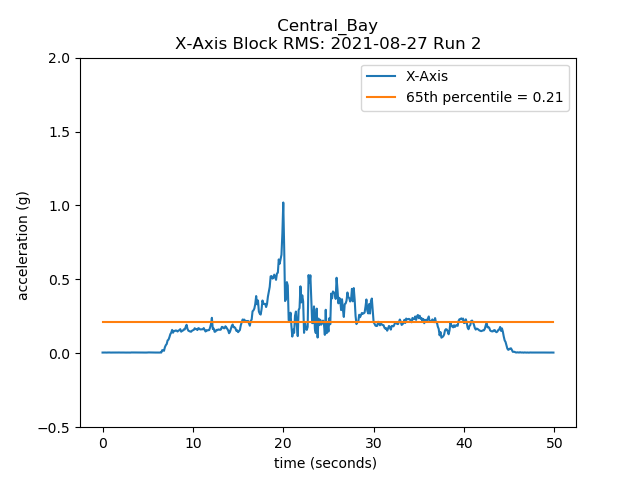 Central_Bay
X-Axis Block RMS: 2021-08-27 Run 2
2.0
1.5
1.0
0.5
0.0
−0.5
acceleration (g)
X-Axis
65th percentile = 0.21
0 10 20 30 40 50
time (seconds)